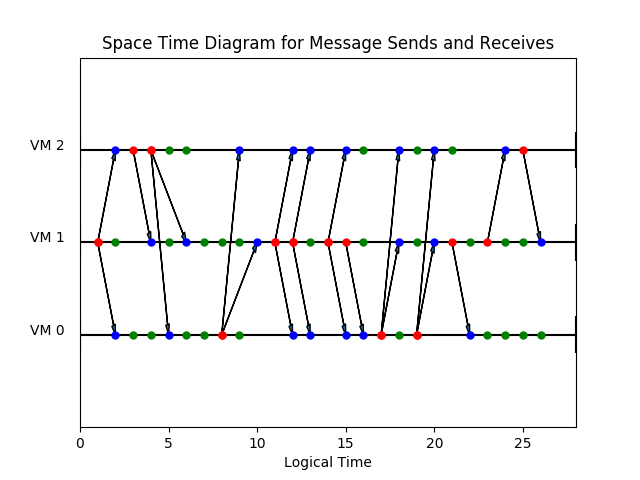 Space Time Diagram for Message Sends and Receives
VM 2
VM 1
VM 0
0 5 10 15 20 25
Logical Time